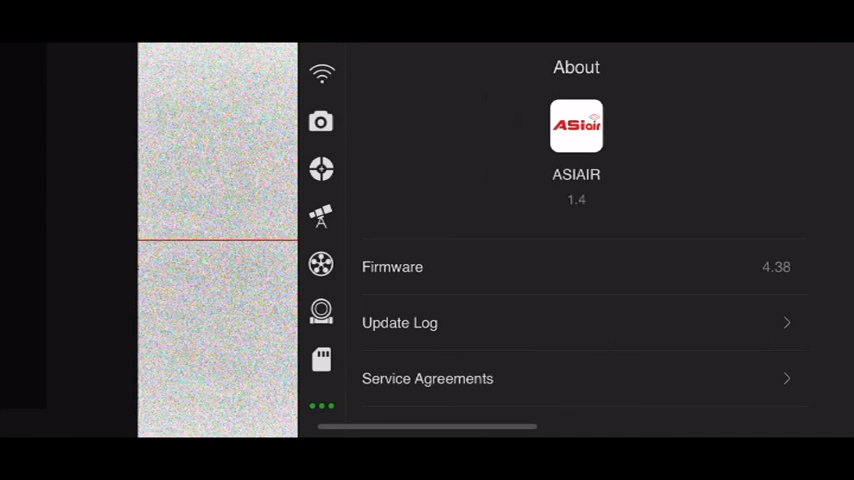 About
ASiair
ASIAIR
1.4
Firmware 4.38
Update Log
Service Agreements